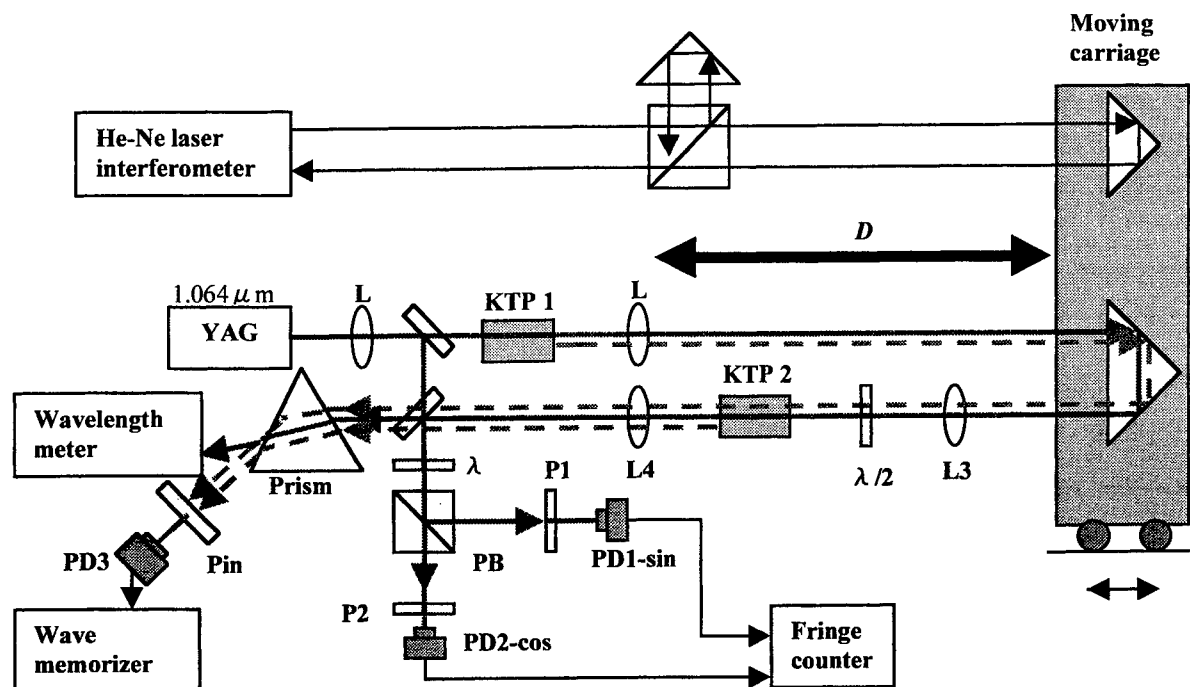 Moving
carriage
He-Ne laser
interferometer
D
1.064 μ m
YAG
L
KTP 1
L
KTP 2
Wavelength
meter
Prism
λ
L4
λ /2
L3
P1
PB
PD1-sin
PD3
Pin
P2
PD2-cos
Wave
memorizer
Fringe
counter